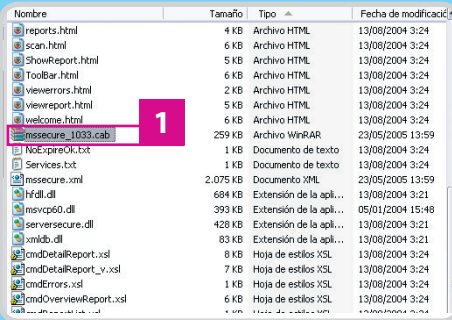 Nombre Tamaño Tipo Fecha de modificació
reports.html 4 KB Archivo HTML 13/08/2004 3:24
scan.html 6 KB Archivo HTML 13/08/2004 3:24
ShowReport.html 5 KB Archivo HTML 13/08/2004 3:24
ToolBar.html 6 KB Archivo HTML 13/08/2004 3:24
viewerrors.html 2 KB Archivo HTML 13/08/2004 3:24
viewreport.html 5 KB Archivo HTML 13/08/2004 3:24
welcome.html 6 KB Archivo HTML 13/08/2004 3:24
mssecure_1033.cab 1 259 KB Archivo WinRAR 23/05/2005 13:59
NoExpireOk.txt 1 KB Documento de texto 13/08/2004 3:24
Services.txt 1 KB Documento de texto 13/08/2004 3:24
mssecure.xml 2.075 KB Documento XML 23/05/2005 13:59
hfdll.dll 684 KB Extensión de la apli... 13/08/2004 3:21
msvcp60.dll 393 KB Extensión de la apli... 05/01/2004 15:48
serversecure.dll 428 KB Extensión de la apli... 13/08/2004 3:21
xmldb.dll 83 KB Extensión de la apli... 13/08/2004 3:21
cmdDetailReport.xsl 8 KB Hoja de estilos XSL 13/08/2004 3:24
cmdDetailReport_v.xsl 7 KB Hoja de estilos XSL 13/08/2004 3:24
cmdErrors.xsl 1 KB Hoja de estilos XSL 13/08/2004 3:24
cmdOverviewReport.xsl 6 KB Hoja de estilos XSL 13/08/2004 3:24